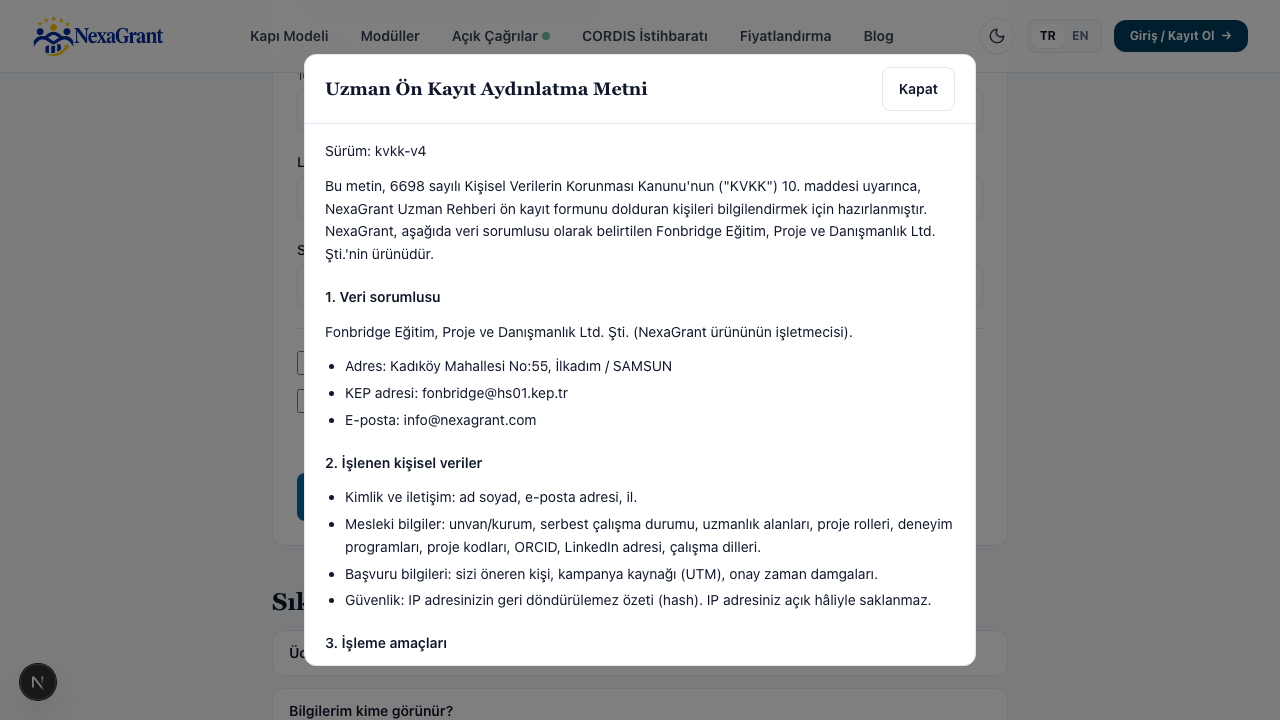 NexaGrant
Kapı Modeli
Modüller
Açık Çağrılar
CORDIS İstihbaratı
Fiyatlandırma
Blog
TR
EN
Giriş / Kayıt Ol →
Uzman Ön Kayıt Aydınlatma Metni
Kapat
Sürüm: kvkk-v4
Bu metin, 6698 sayılı Kişisel Verilerin Korunması Kanunu'nun ("KVKK") 10. maddesi uyarınca,
NexaGrant Uzman Rehberi ön kayıt formunu dolduran kişileri bilgilendirmek için hazırlanmıştır.
NexaGrant, aşağıda veri sorumlusu olarak belirtilen Fonbridge Eğitim, Proje ve Danışmanlık Ltd.
Şti.'nin ürünüdür.
1. Veri sorumlusu
Fonbridge Eğitim, Proje ve Danışmanlık Ltd. Şti. (NexaGrant ürününün işletmecisi).
• Adres: Kadıköy Mahallesi No:55, İlkadım / SAMSUN
• KEP adresi: fonbridge@hs01.kep.tr
• E-posta: info@nexagrant.com
2. İşlenen kişisel veriler
• Kimlik ve iletişim: ad soyad, e-posta adresi, il.
• Mesleki bilgiler: unvan/kurum, serbest çalışma durumu, uzmanlık alanları, proje rolleri, deneyim
programları, proje kodları, ORCID, LinkedIn adresi, çalışma dilleri.
• Başvuru bilgileri: sizi öneren kişi, kampanya kaynağı (UTM), onay zaman damgaları.
• Güvenlik: IP adresinizin geri döndürülemez özeti (hash). IP adresiniz açık hâliyle saklanmaz.
3. İşleme amaçları
Bilgilerim kime görünür?
N